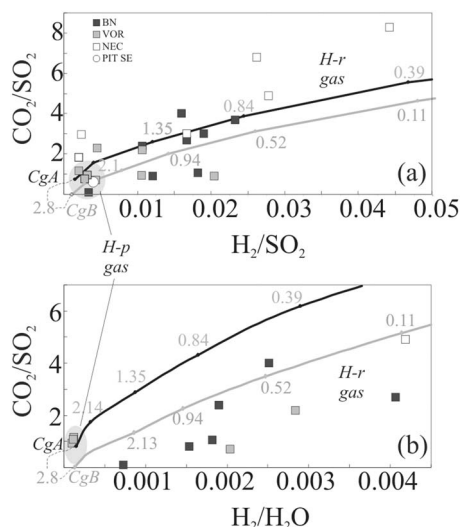 BN
VOR
NEC
PIT SE
8
6
4
2
CO2/SO2
H-r
gas
0.39
0.84
1.35
2.1
0.11
0.52
0.94
CgA
CgB
2.8
(a)
0.01 0.02 0.03 0.04 0.05
H2/SO2
H-p
gas
6
4
2
CO2/SO2
0.39
0.84
1.35
2.14
0.11
0.52
0.94
2.13
H-r
gas
CgA
CgB
2.8
(b)
0.001 0.002 0.003 0.004
H2/H2O